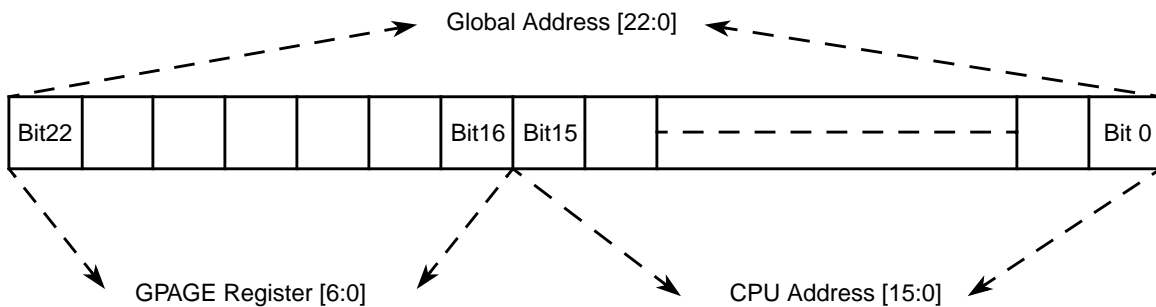 Global Address [22:0]
Bit22 Bit16 Bit15 Bit 0
GPAGE Register [6:0] CPU Address [15:0]